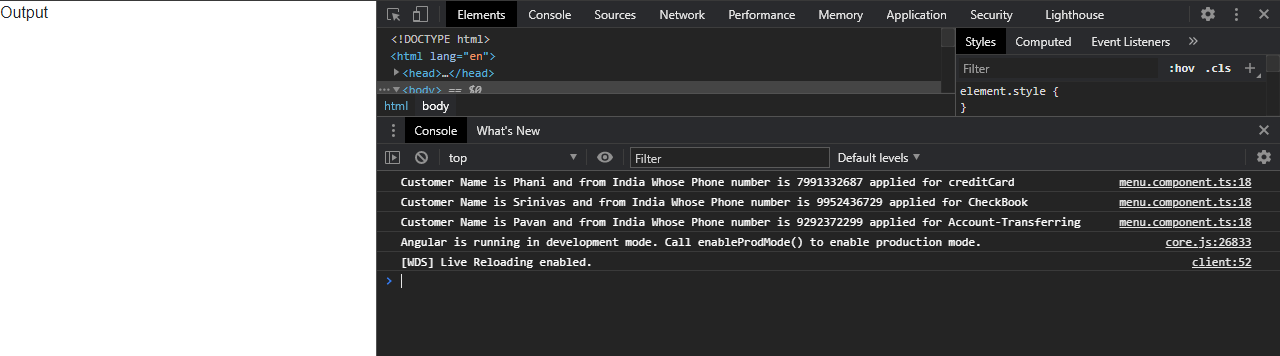 Output
Elements Console Sources Network Performance Memory Application Security Lighthouse
<!DOCTYPE html>
<html lang="en">
<head>…</head>
<body> == $0
html body
Styles Computed Event Listeners »
Filter :hov .cls +
element.style {
}
Console What's New
top Filter Default levels
Customer Name is Phani and from India Whose Phone number is 7991332687 applied for creditCard menu.component.ts:18
Customer Name is Srinivas and from India Whose Phone number is 9952436729 applied for CheckBook menu.component.ts:18
Customer Name is Pavan and from India Whose Phone number is 9292372299 applied for Account-Transferring menu.component.ts:18
Angular is running in development mode. Call enableProdMode() to enable production mode. core.js:26833
[WDS] Live Reloading enabled. client:52